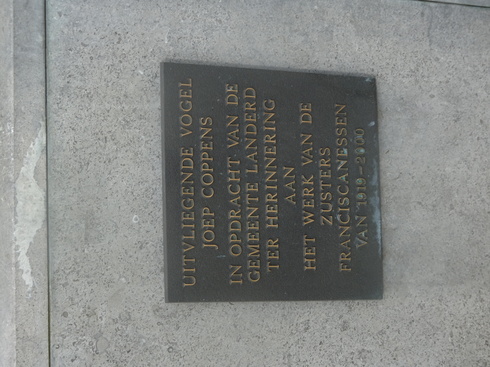 UITVLIEGENDE VOGEL
JOEP COPPENS
IN OPDRACHT VAN DE
GEMEENTE LANDERD
TER HERINNERING
AAN
HET WERK VAN DE
ZUSTERS
FRANCISCANESSEN
VAN 1919-2000